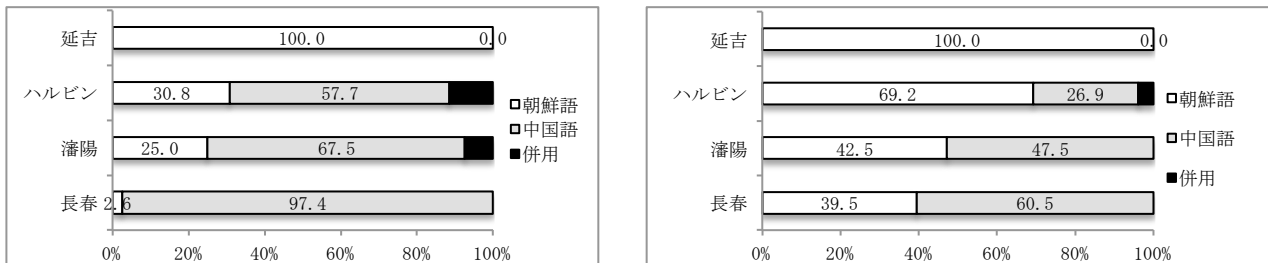 延吉 100.0 0.0
ハルビン 30.8 57.7
瀋陽 25.0 67.5
長春 2.6 97.4
0% 20% 40% 60% 80% 100%
朝鮮語
中国語
併用
延吉 100.0 0.0
ハルビン 69.2 26.9
瀋陽 42.5 47.5
長春 39.5 60.5
0% 20% 40% 60% 80% 100%
朝鮮語
中国語
併用